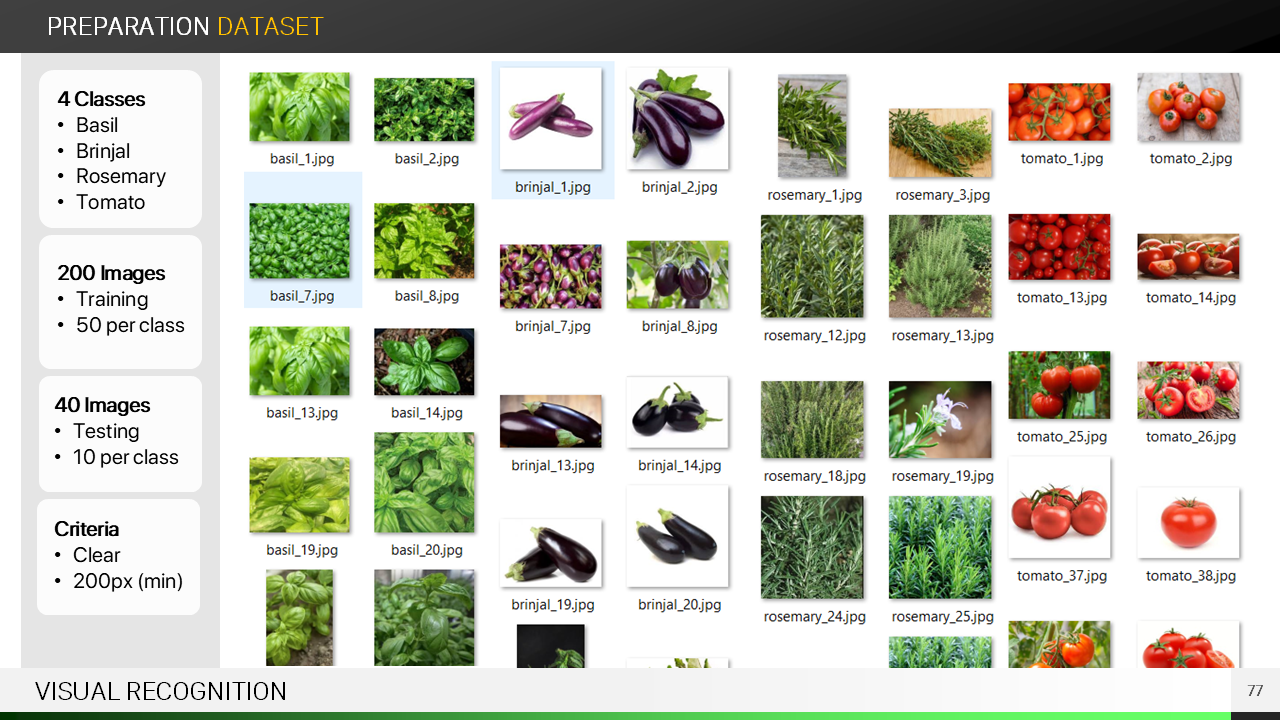 PREPARATION DATASET
4 Classes
• Basil
• Brinjal
• Rosemary
• Tomato
200 Images
• Training
• 50 per class
40 Images
• Testing
• 10 per class
Criteria
• Clear
• 200px (min)
basil_1.jpg
basil_2.jpg
basil_7.jpg
basil_8.jpg
basil_13.jpg
basil_14.jpg
basil_19.jpg
basil_20.jpg
brinjal_1.jpg
brinjal_2.jpg
brinjal_7.jpg
brinjal_8.jpg
brinjal_13.jpg
brinjal_14.jpg
brinjal_19.jpg
brinjal_20.jpg
rosemary_1.jpg
rosemary_3.jpg
rosemary_12.jpg
rosemary_13.jpg
rosemary_18.jpg
rosemary_19.jpg
rosemary_24.jpg
rosemary_25.jpg
tomato_1.jpg
tomato_2.jpg
tomato_13.jpg
tomato_14.jpg
tomato_25.jpg
tomato_26.jpg
tomato_37.jpg
tomato_38.jpg
VISUAL RECOGNITION
77